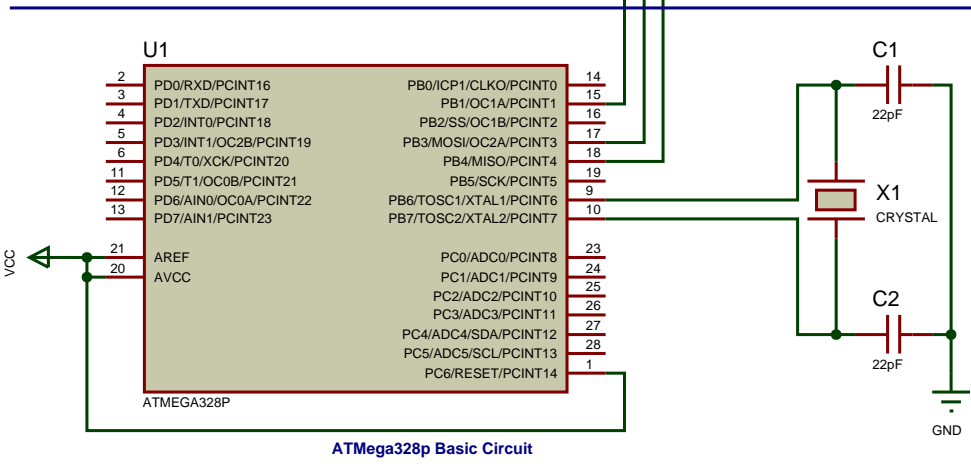 U1
2 PD0/RXD/PCINT16 PB0/ICP1/CLKO/PCINT0 14
3 PD1/TXD/PCINT17 PB1/OC1A/PCINT1 15
4 PD2/INT0/PCINT18 PB2/SS/OC1B/PCINT2 16
5 PD3/INT1/OC2B/PCINT19 PB3/MOSI/OC2A/PCINT3 17
6 PD4/T0/XCK/PCINT20 PB4/MISO/PCINT4 18
11 PD5/T1/OC0B/PCINT21 PB5/SCK/PCINT5 19
12 PD6/AIN0/OC0A/PCINT22 PB6/TOSC1/XTAL1/PCINT6 9
13 PD7/AIN1/PCINT23 PB7/TOSC2/XTAL2/PCINT7 10
21 AREF PC0/ADC0/PCINT8 23
20 AVCC PC1/ADC1/PCINT9 24
PC2/ADC2/PCINT10 25
PC3/ADC3/PCINT11 26
PC4/ADC4/SDA/PCINT12 27
PC5/ADC5/SCL/PCINT13 28
PC6/RESET/PCINT14 1
ATMEGA328P
VCC
C1
22pF
X1
CRYSTAL
C2
22pF
GND
ATMega328p Basic Circuit